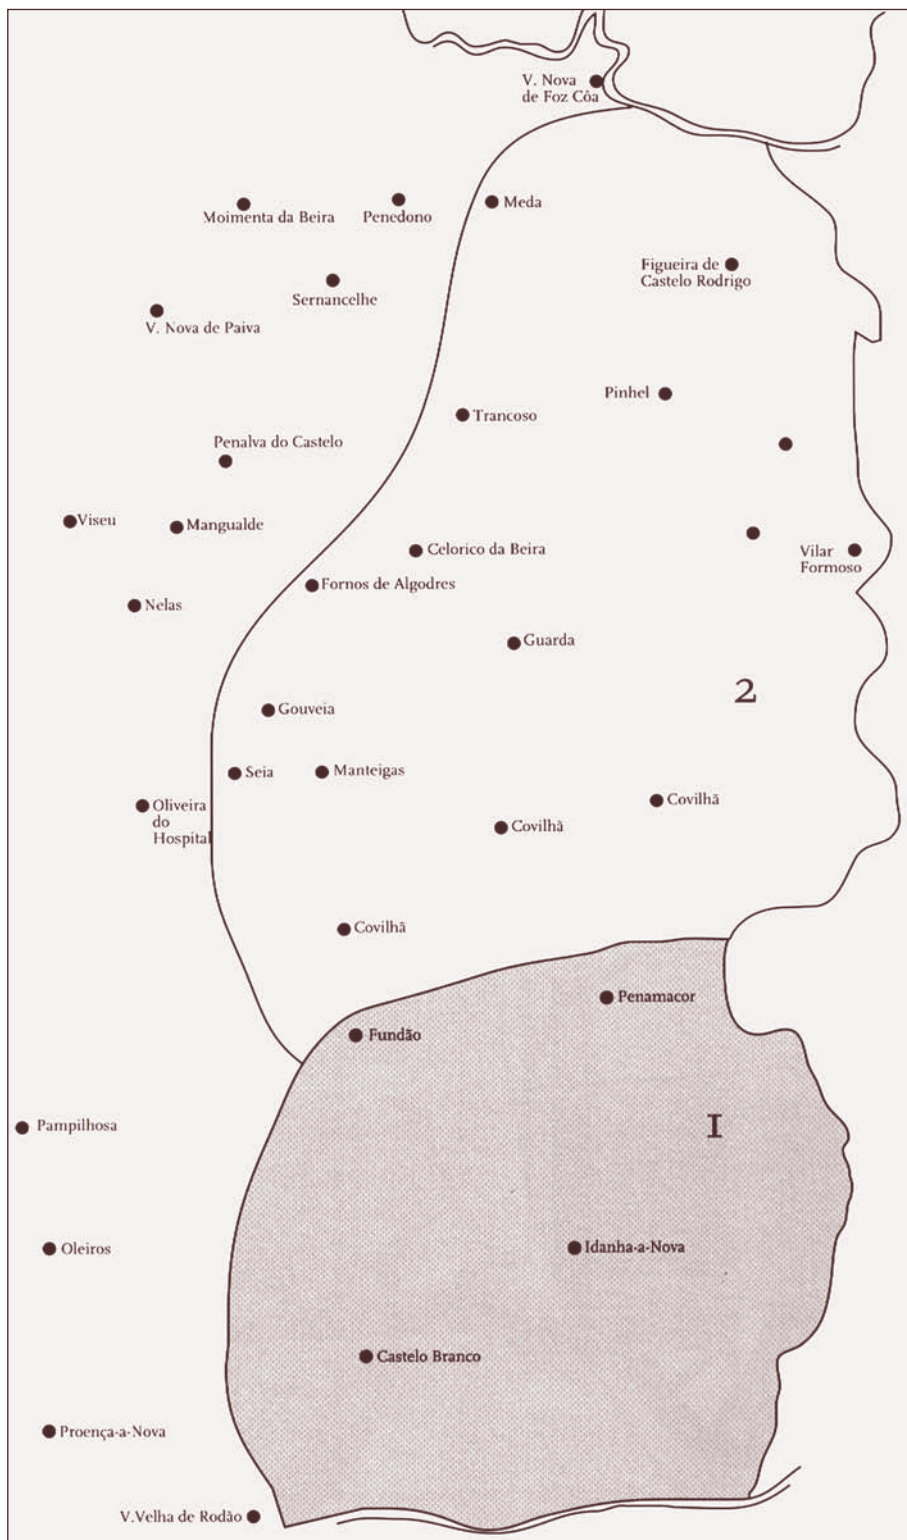 V. Nova
de Foz Côa
Moimenta da Beira
Penedono
Meda
Figueira de
Castelo Rodrigo
Sernancelhe
V. Nova de Paiva
Pinhel
Trancoso
Penalva do Castelo
Viseu
Mangualde
Celorico da Beira
Vilar
Formoso
Fornos de Algodres
Nelas
Guarda
2
Gouveia
Seia
Manteigas
Oliveira
do
Hospital
Covilhã
Covilhã
Covilhã
Penamacor
Fundão
Pampilhosa
1
Oleiros
Idanha-a-Nova
Castelo Branco
Proença-a-Nova
V.Velha de Rodão